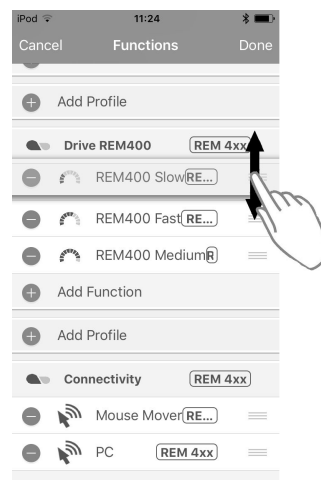 iPod 11:24
Cancel Functions Done
Add Profile
Drive REM400 REM 4xx
REM400 Slow RE...
REM400 Fast RE...
REM400 Medium R
Add Function
Add Profile
Connectivity REM 4xx
Mouse Mover RE...
PC REM 4xx